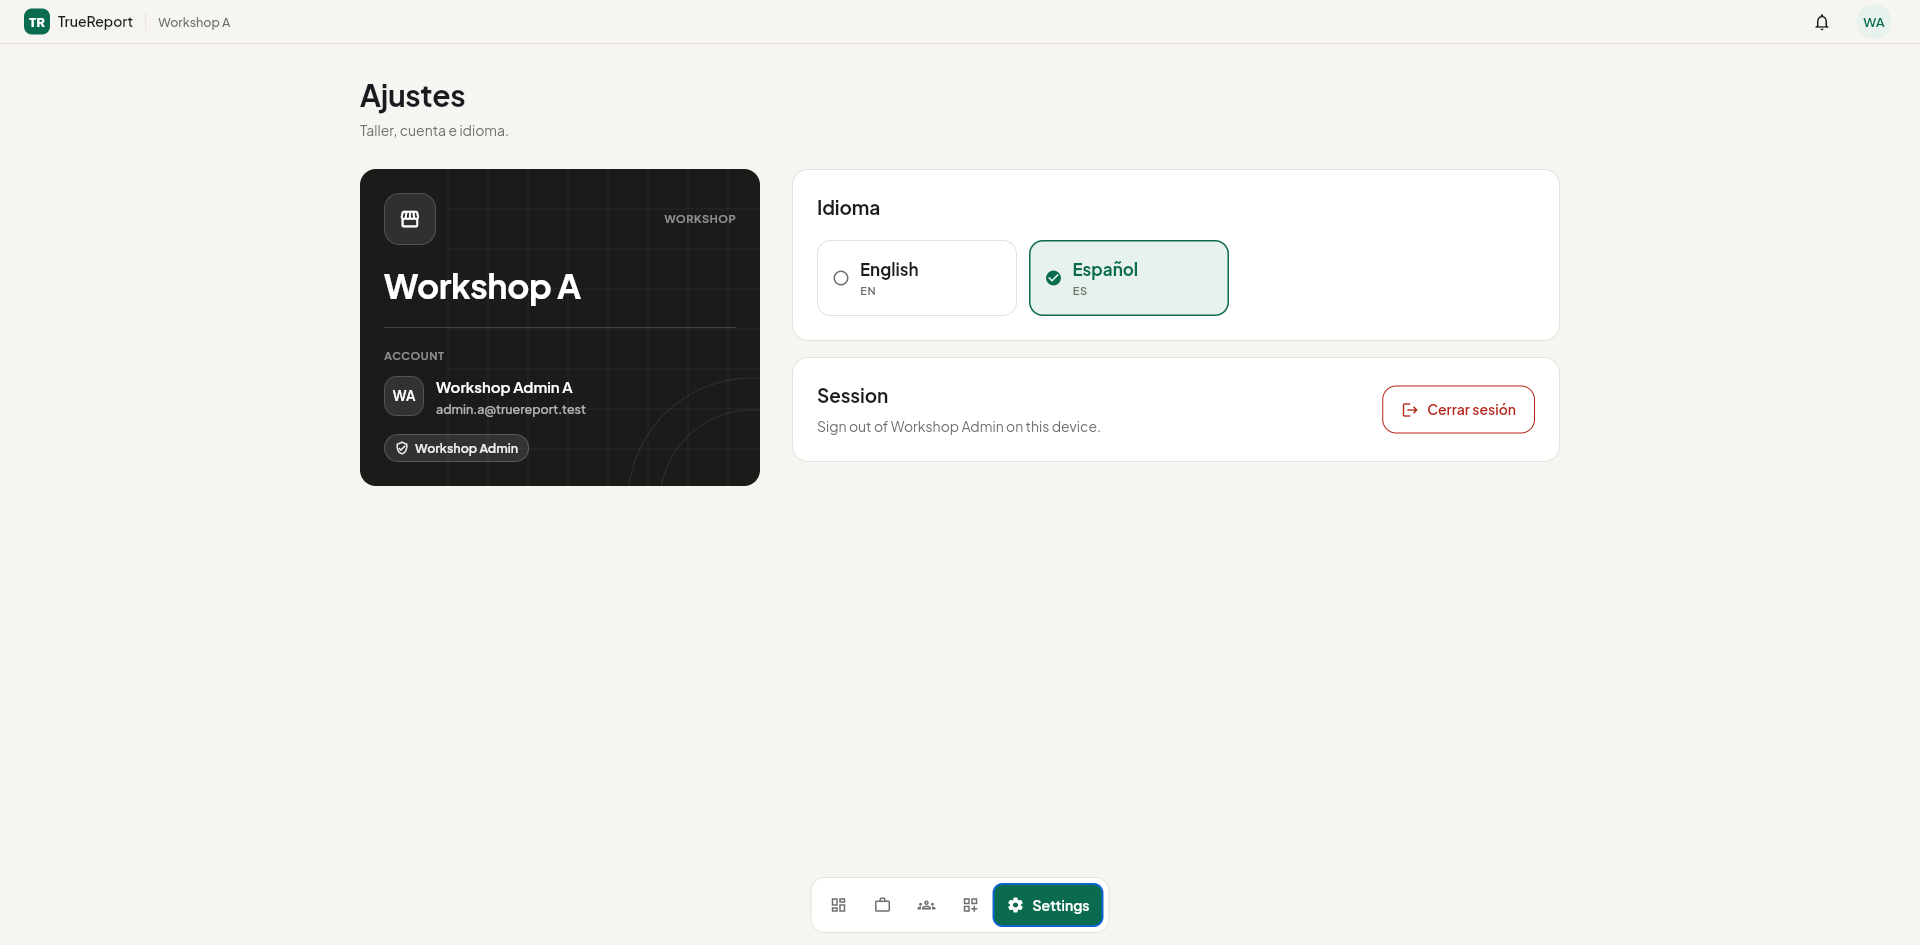 TR TrueReport Workshop A WA
Ajustes
Taller, cuenta e idioma.
WORKSHOP
Workshop A
ACCOUNT
WA Workshop Admin A
admin.a@truereport.test
Workshop Admin
Idioma
English
EN
Español
ES
Session
Sign out of Workshop Admin on this device.
Cerrar sesión
Settings